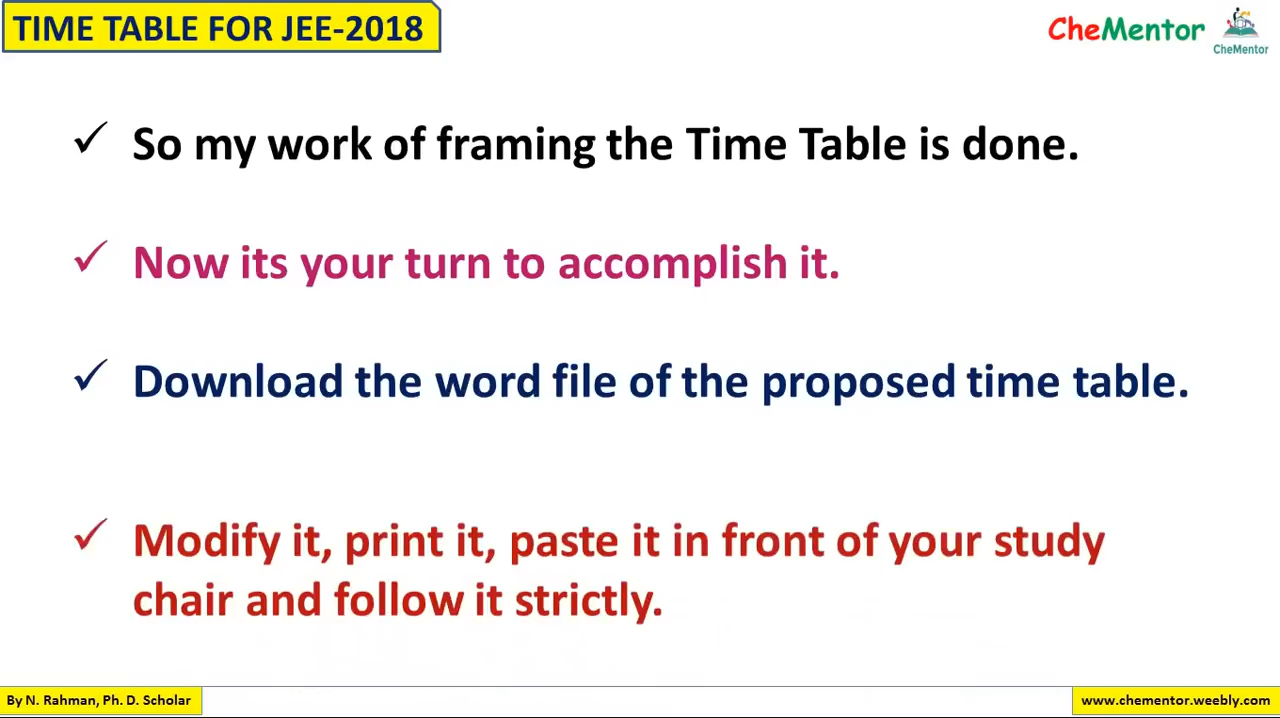 TIME TABLE FOR JEE-2018
CheMentor
CheMentor
✓ So my work of framing the Time Table is done.
✓ Now its your turn to accomplish it.
✓ Download the word file of the proposed time table.
✓ Modify it, print it, paste it in front of your study
chair and follow it strictly.
By N. Rahman, Ph. D. Scholar
www.chementor.weebly.com